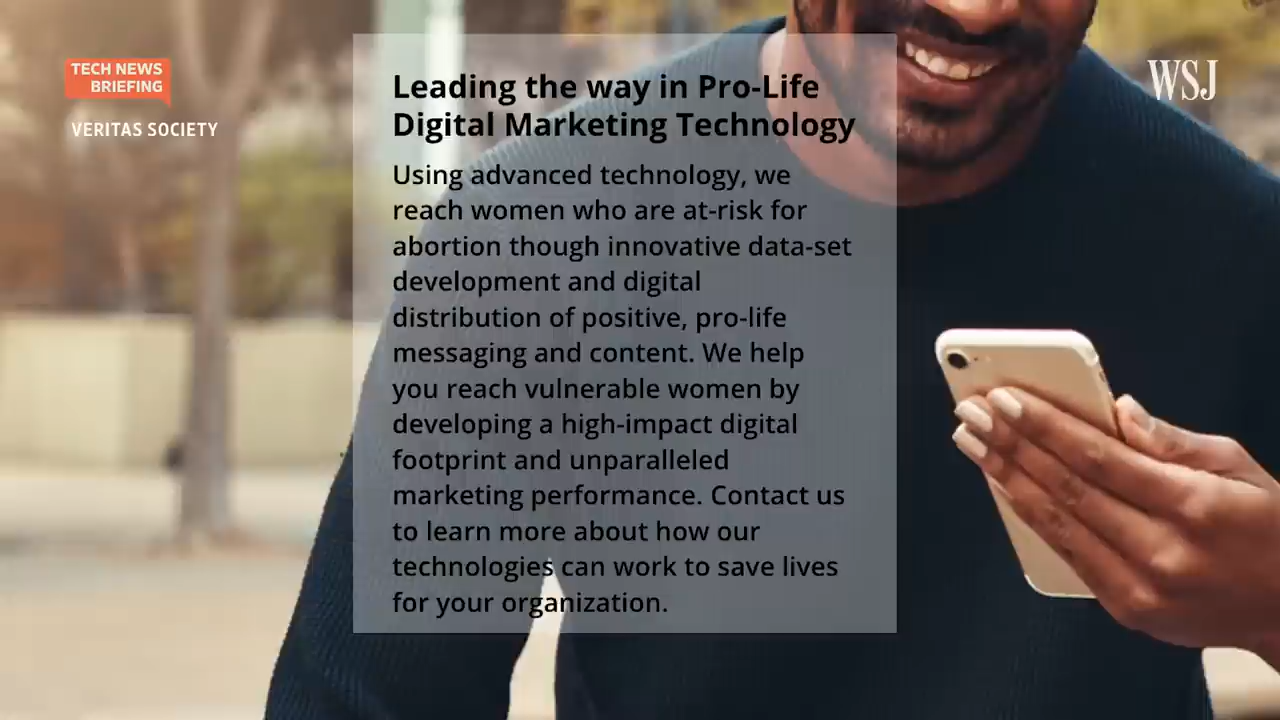 TECH NEWS
BRIEFING
VERITAS SOCIETY
WSJ
Leading the way in Pro-Life
Digital Marketing Technology
Using advanced technology, we
reach women who are at-risk for
abortion though innovative data-set
development and digital
distribution of positive, pro-life
messaging and content. We help
you reach vulnerable women by
developing a high-impact digital
footprint and unparalleled
marketing performance. Contact us
to learn more about how our
technologies can work to save lives
for your organization.